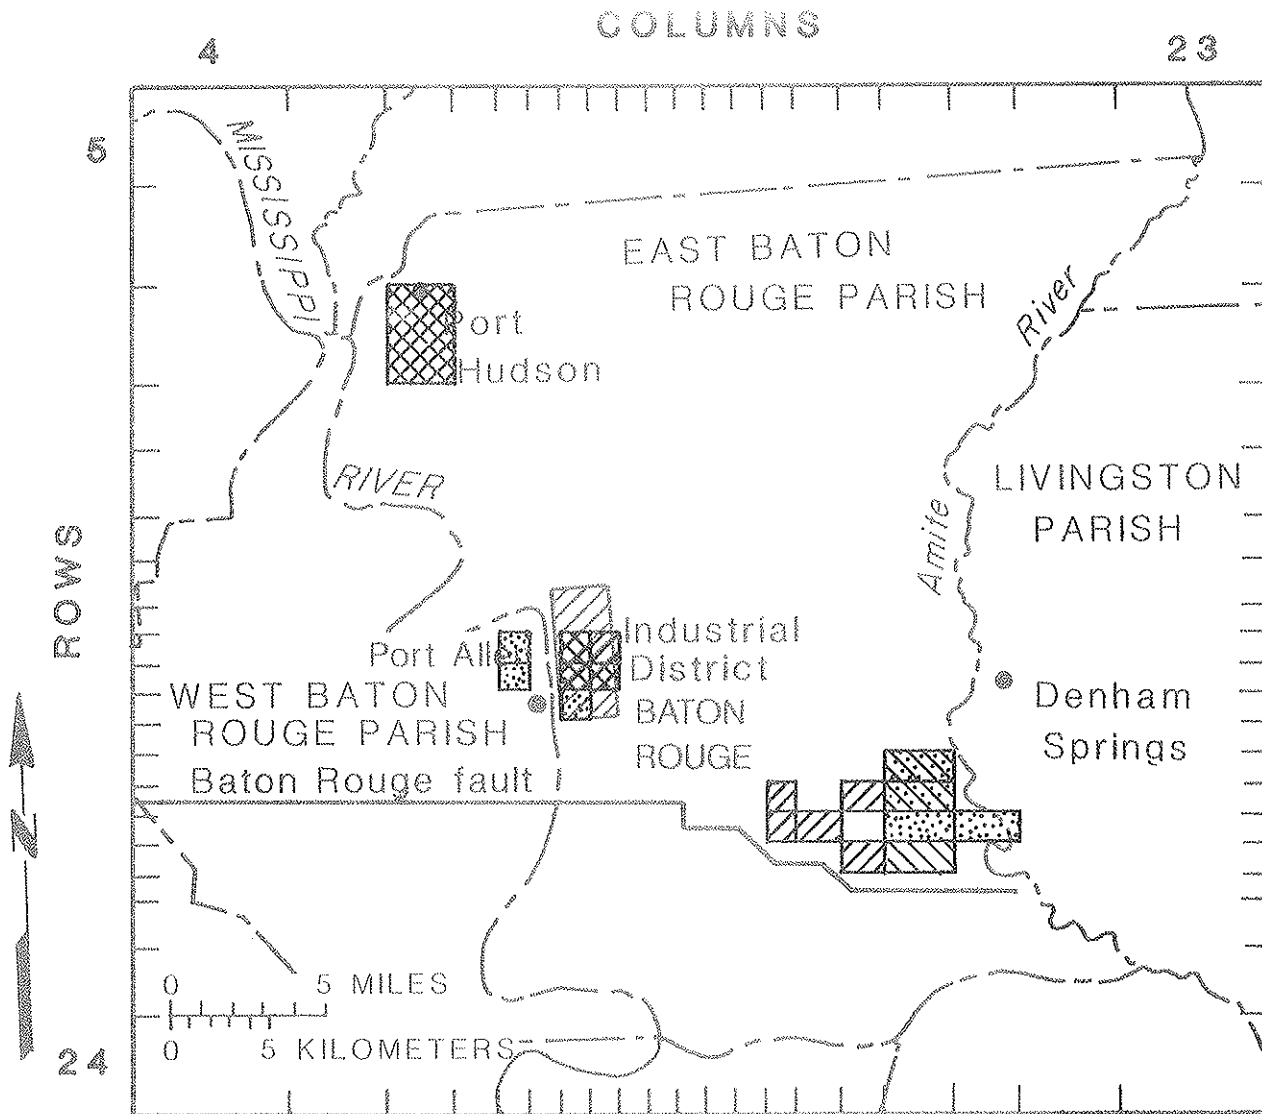 COLUMNS
4
23
5
MISSISSIPPI
EAST BATON
ROUGE PARISH
River
Port
Hudson
RIVER
LIVINGSTON
PARISH
Amite
ROWS
Industrial
Port Alle
District
WEST BATON
ROUGE PARISH
BATON
ROUGE
Denham
Springs
Baton Rouge fault
N
0 5 MILES
0 5 KILOMETERS
24